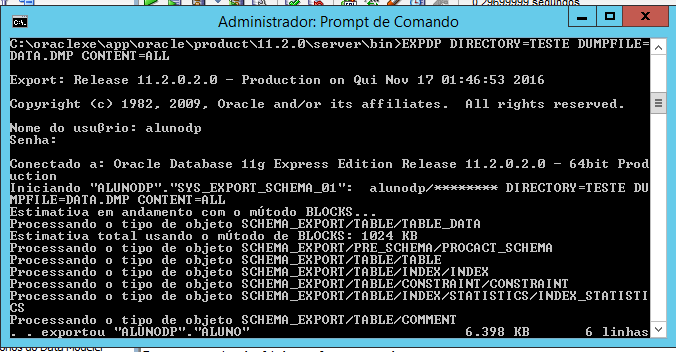 0.29699999 segundos
Administrador: Prompt de Comando
C:\oraclexe\app\oracle\product\11.2.0\server\bin>EXPDP DIRECTORY=TESTE DUMPFILE=
DATA.DMP CONTENT=ALL
Export: Release 11.2.0.2.0 - Production on Qui Nov 17 01:46:53 2016
Copyright (c) 1982, 2009, Oracle and/or its affiliates.  All rights reserved.
Nome do usußrio: alunodp
Senha:
Conectado a: Oracle Database 11g Express Edition Release 11.2.0.2.0 - 64bit Prod
uction
Iniciando "ALUNODP"."SYS_EXPORT_SCHEMA_01":  alunodp/******** DIRECTORY=TESTE DU
MPFILE=DATA.DMP CONTENT=ALL
Estimativa em andamento com o mútodo BLOCKS...
Processando o tipo de objeto SCHEMA_EXPORT/TABLE/TABLE_DATA
Estimativa total usando o mútodo de BLOCKS: 1024 KB
Processando o tipo de objeto SCHEMA_EXPORT/PRE_SCHEMA/PROCACT_SCHEMA
Processando o tipo de objeto SCHEMA_EXPORT/TABLE/TABLE
Processando o tipo de objeto SCHEMA_EXPORT/TABLE/INDEX/INDEX
Processando o tipo de objeto SCHEMA_EXPORT/TABLE/CONSTRAINT/CONSTRAINT
Processando o tipo de objeto SCHEMA_EXPORT/TABLE/INDEX/STATISTICS/INDEX_STATISTI
CS
Processando o tipo de objeto SCHEMA_EXPORT/TABLE/COMMENT
. . exportou "ALUNODP"."ALUNO"                          6.398 KB       6 linhas